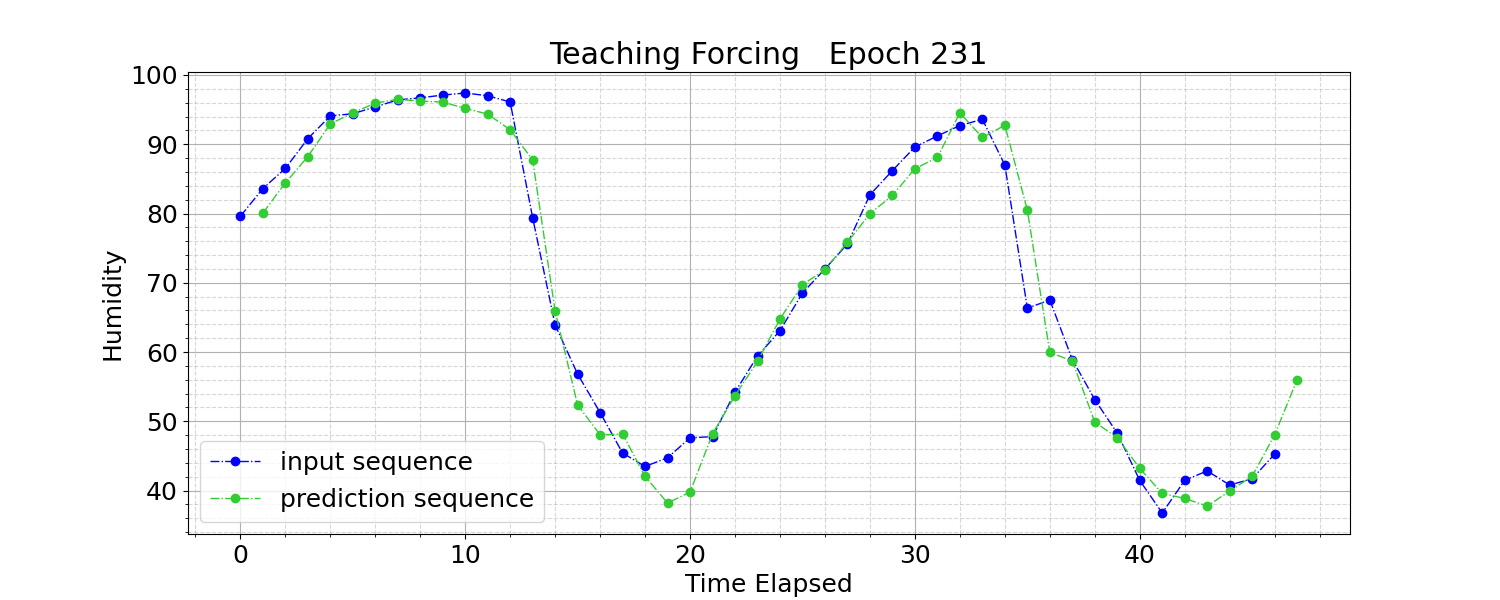 Teaching Forcing   Epoch 231
100
90
80
70
60
50
40
Humidity
input sequence
prediction sequence
0 10 20 30 40
Time Elapsed